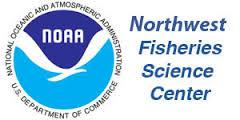 NATIONAL OCEANIC AND ATMOSPHERIC ADMINISTRATION
NOAA
U.S. DEPARTMENT OF COMMERCE
Northwest
Fisheries
Science
Center